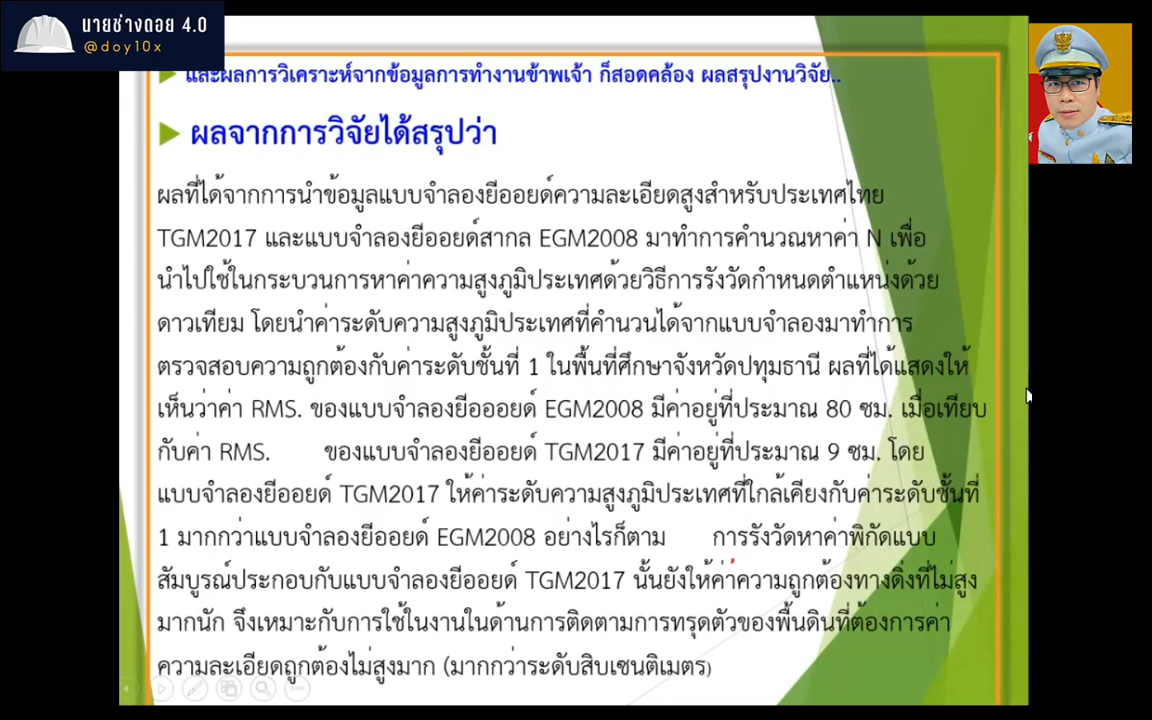 นายช่างดอย 4.0
@doy10x
และผลการวิเคราะห์จากข้อมูลการทำงานข้าพเจ้า ก็สอดคล้อง ผลสรุปงานวิจัย..
ผลจากการวิจัยได้สรุปว่า
ผลที่ได้จากการนำข้อมูลแบบจำลองยีออยด์ความละเอียดสูงสำหรับประเทศไทย
TGM2017 และแบบจำลองยีออยด์สากล EGM2008 มาทำการคำนวณหาค่า N เพื่อ
นำไปใช้ในกระบวนการหาค่าความสูงภูมิประเทศด้วยวิธีการรังวัดกำหนดตำแหน่งด้วย
ดาวเทียม โดยนำค่าระดับความสูงภูมิประเทศที่คำนวนได้จากแบบจำลองมาทำการ
ตรวจสอบความถูกต้องกับค่าระดับชั้นที่ 1 ในพื้นที่ศึกษาจังหวัดปทุมธานี ผลที่ได้แสดงให้
เห็นว่าค่า RMS. ของแบบจำลองยีอออยด์ EGM2008 มีค่าอยู่ที่ประมาณ 80 ซม. เมื่อเทียบ
กับค่า RMS. ของแบบจำลองยีออยด์ TGM2017 มีค่าอยู่ที่ประมาณ 9 ซม. โดย
แบบจำลองยีออยด์ TGM2017 ให้ค่าระดับความสูงภูมิประเทศที่ใกล้เคียงกับค่าระดับชั้นที่
1 มากกว่าแบบจำลองยีออยด์ EGM2008 อย่างไรก็ตาม การรังวัดหาค่าพิกัดแบบ
สัมบูรณ์ประกอบกับแบบจำลองยีออยด์ TGM2017 นั้นยังให้ค่าความถูกต้องทางดิ่งที่ไม่สูง
มากนัก จึงเหมาะกับการใช้ในงานในด้านการติดตามการทรุดตัวของพื้นดินที่ต้องการค่า
ความละเอียดถูกต้องไม่สูงมาก (มากกว่าระดับสิบเซนติเมตร)